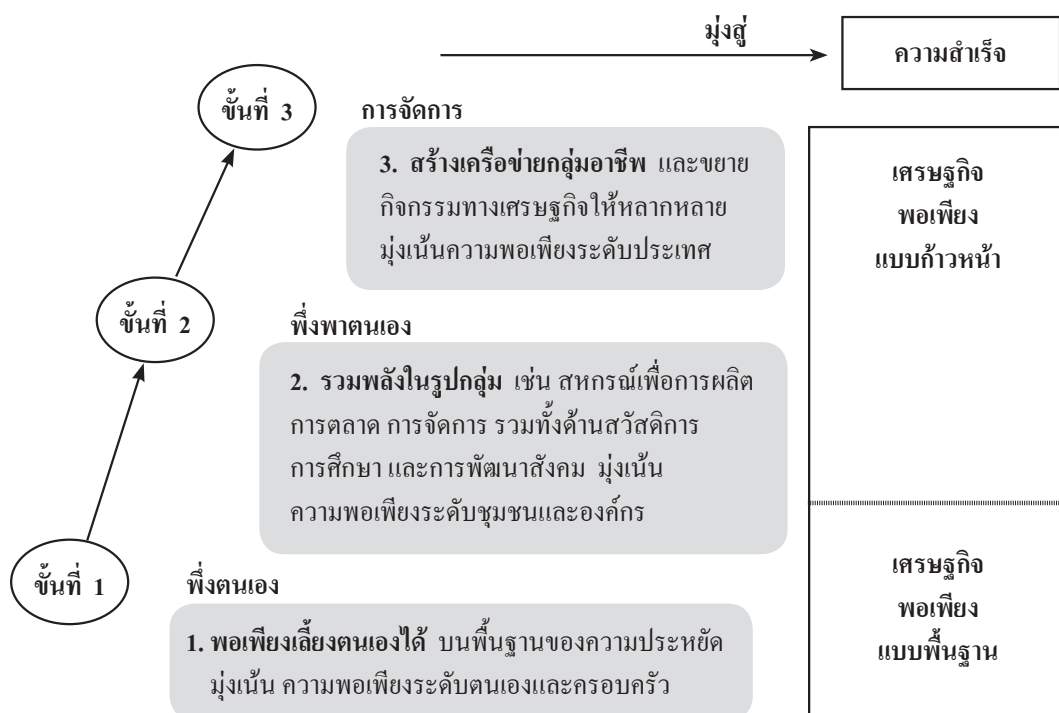 มุ่งสู่
ความสำเร็จ
ขั้นที่ 3
การจัดการ
3. สร้างเครือข่ายกลุ่มอาชีพ และขยาย
กิจกรรมทางเศรษฐกิจให้หลากหลาย
มุ่งเน้นความพอเพียงระดับประเทศ
เศรษฐกิจ
พอเพียง
แบบก้าวหน้า
ขั้นที่ 2
พึ่งพาตนเอง
2. รวมพลังในรูปกลุ่ม เช่น สหกรณ์เพื่อการผลิต
การตลาด การจัดการ รวมทั้งด้านสวัสดิการ
การศึกษา และการพัฒนาสังคม มุ่งเน้น
ความพอเพียงระดับชุมชนและองค์กร
ขั้นที่ 1
พึ่งตนเอง
1. พอเพียงเลี้ยงตนเองได้ บนพื้นฐานของความประหยัด
มุ่งเน้น ความพอเพียงระดับตนเองและครอบครัว
เศรษฐกิจ
พอเพียง
แบบพื้นฐาน